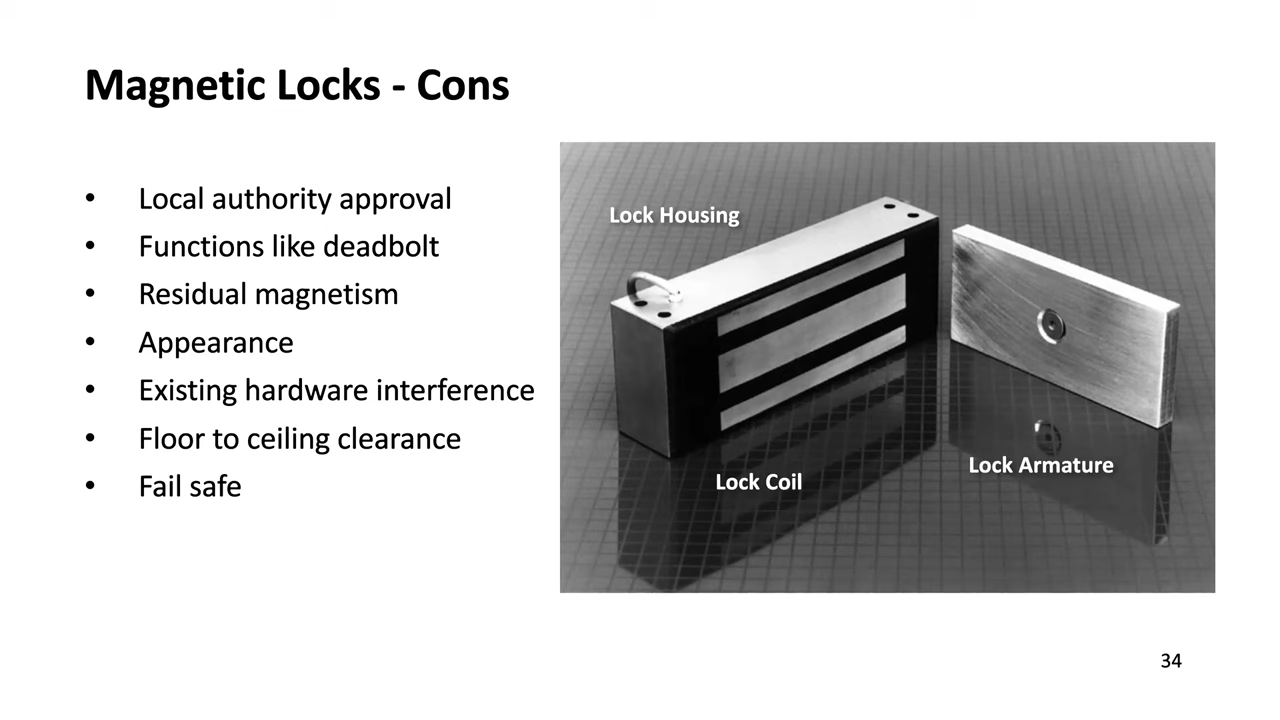 Magnetic Locks - Cons
• Local authority approval
• Functions like deadbolt
• Residual magnetism
• Appearance
• Existing hardware interference
• Floor to ceiling clearance
• Fail safe
Lock Housing
Lock Coil
Lock Armature
34